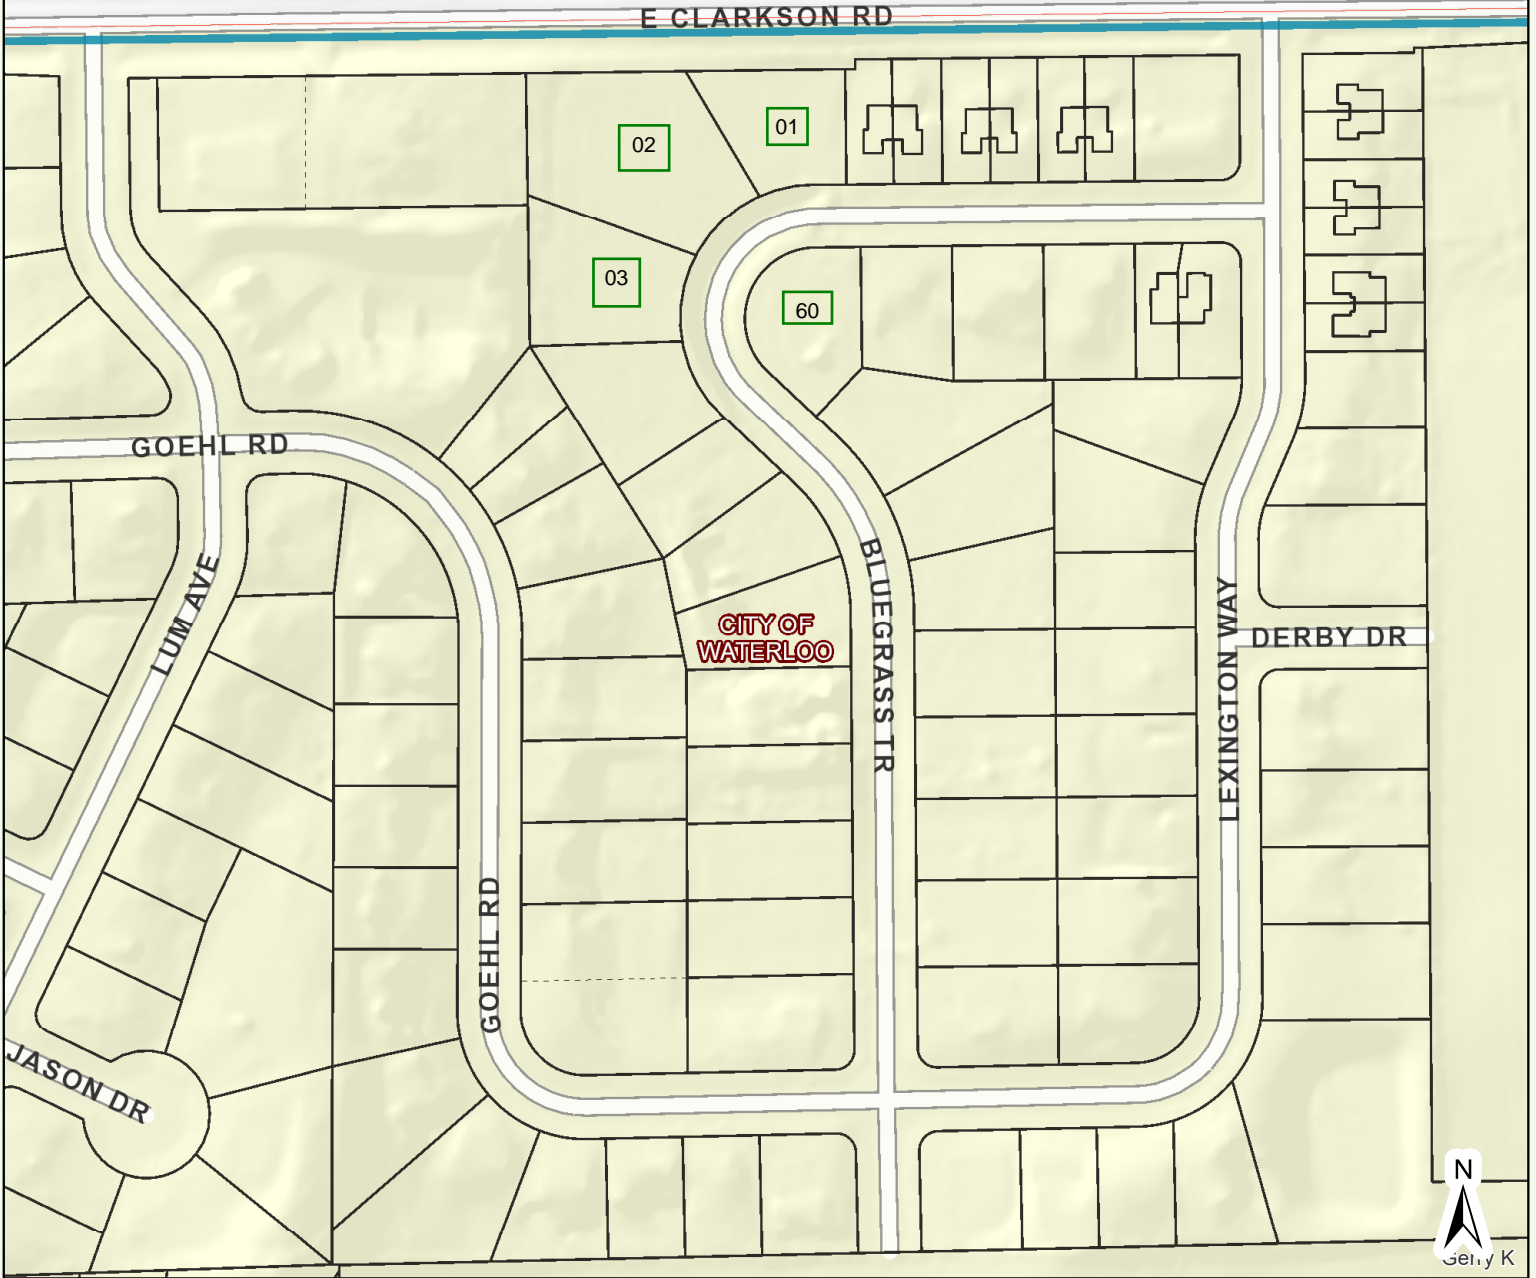 E CLARKSON RD
01
02
03
60
GOEHL RD
LUM AVE
BLUEGRASS TR
LEXINGTON WAY
DERBY DR
CITY OF
WATERLOO
GOEHL RD
JASON DR
N
Gerry K